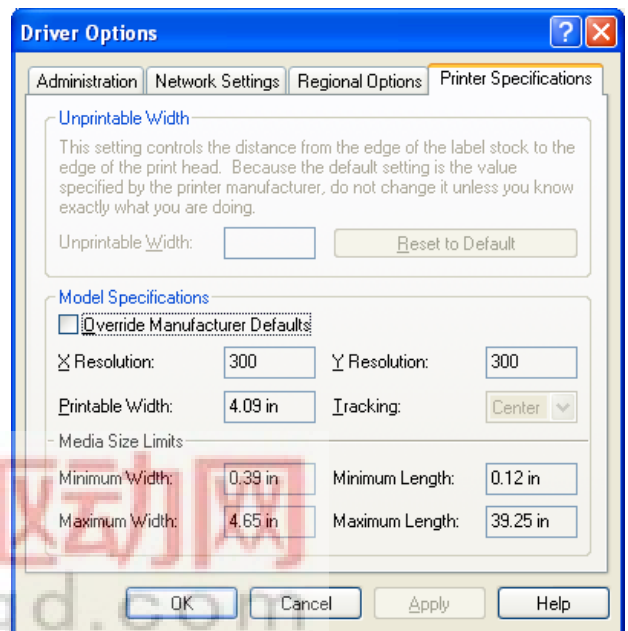 Driver Options
Administration
Network Settings
Regional Options
Printer Specifications
Unprintable Width
This setting controls the distance from the edge of the label stock to the
edge of the print head. Because the default setting is the value
specified by the printer manufacturer, do not change it unless you know
exactly what you are doing.
Unprintable Width:
Reset to Default
Model Specifications
Override Manufacturer Defaults
X Resolution: 300 Y Resolution: 300
Printable Width: 4.09 in Tracking: Center
Media Size Limits
Minimum Width: 0.39 in Minimum Length: 0.12 in
Maximum Width: 4.65 in Maximum Length: 39.25 in
动网
ad.com
OK Cancel Apply Help